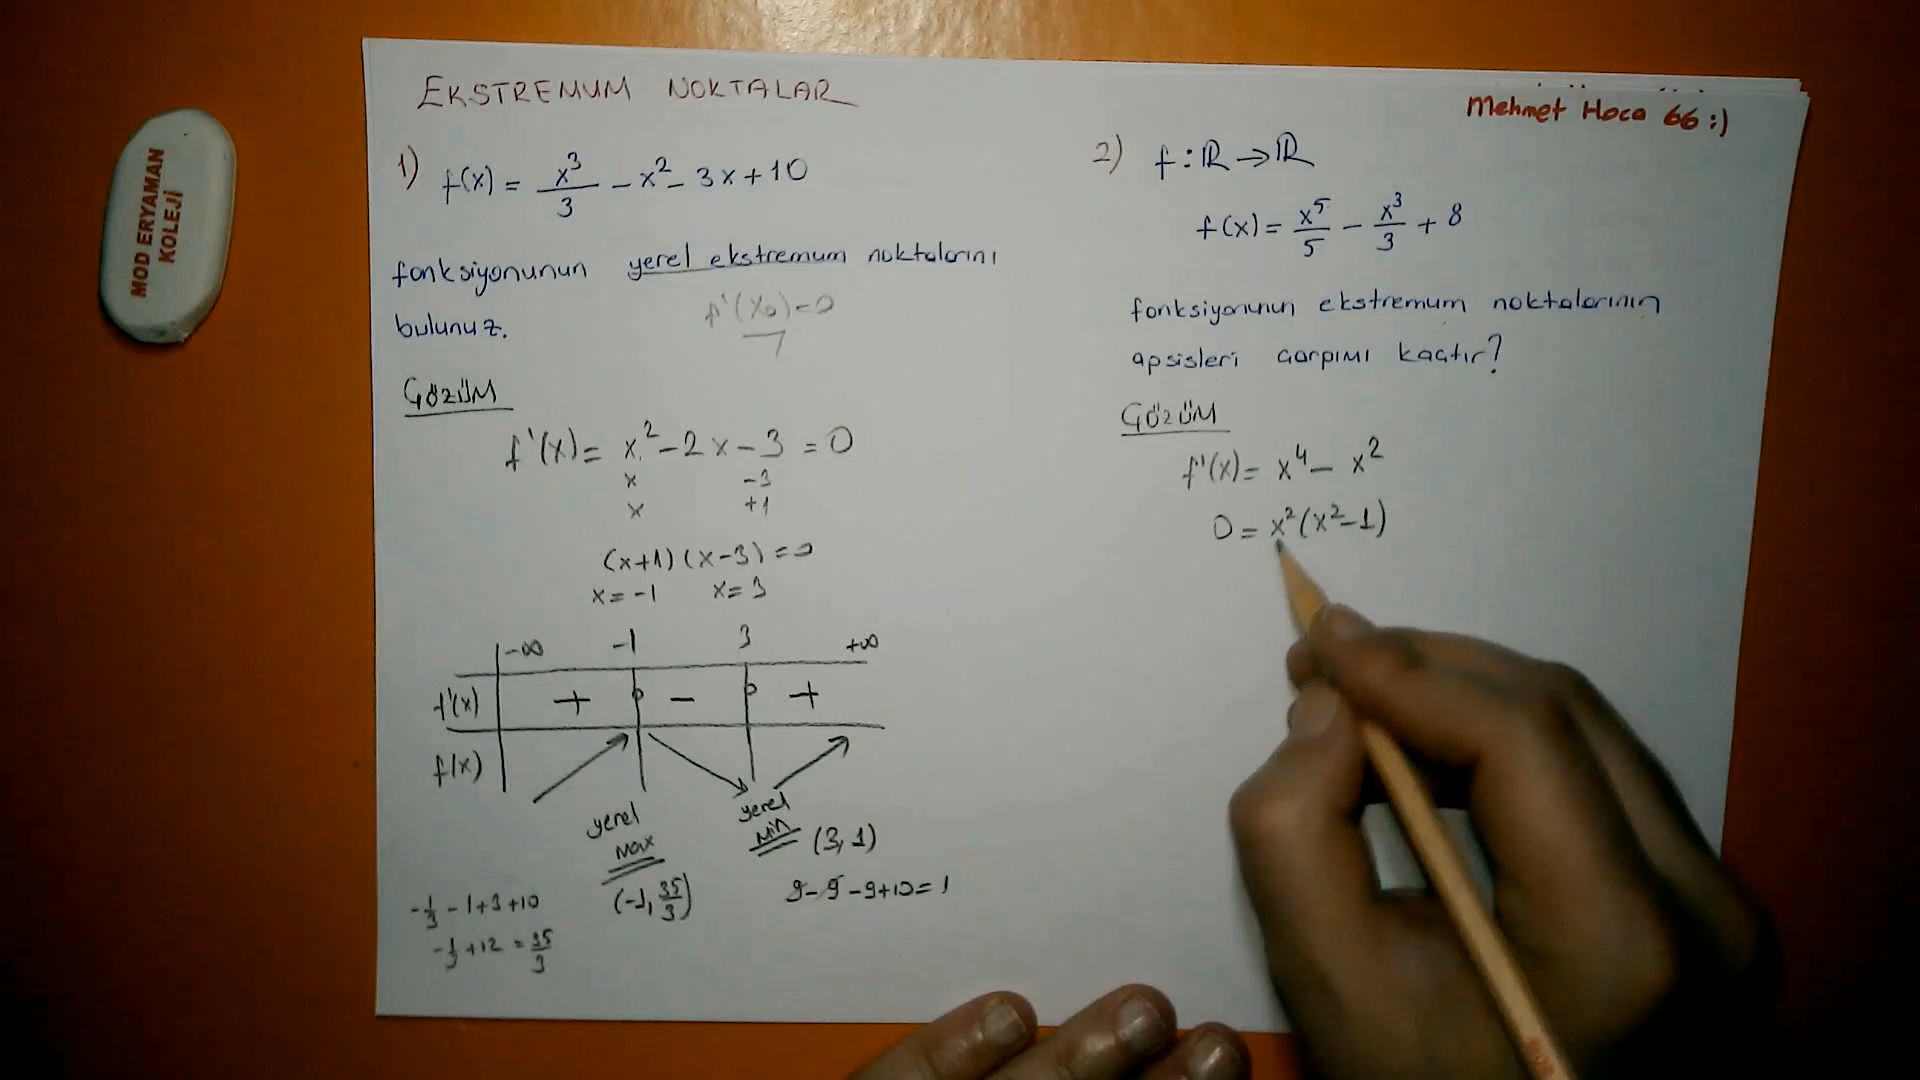 MOD ERYAMAN
KOLEJİ
EKSTREMUM NOKTALAR
Mehmet Hoca 66 :)
1) f(x) = x³/3 - x² - 3x + 10
fonksiyonunun yerel ekstremum noktalarını
bulunuz.
f'(x₀) = 0
ÇÖZÜM
f'(x) = x² - 2x - 3 = 0
x -3
x +1
(x+1)(x-3) = 0
x = -1 x = 3
-∞ -1 3 +∞
f'(x) + 0 - 0 +
f(x)
yerel
max
(-1, 35/3)
yerel
min (3, 1)
9 - 9 - 9 + 10 = 1
-1/3 - 1 + 3 + 10
-1/3 + 12 = 35/3
2) f : ℝ → ℝ
f(x) = x⁵/5 - x³/3 + 8
fonksiyonunun ekstremum noktalarının
apsisleri çarpımı kaçtır?
ÇÖZÜM
f'(x) = x⁴ - x²
0 = x²(x² - 1)